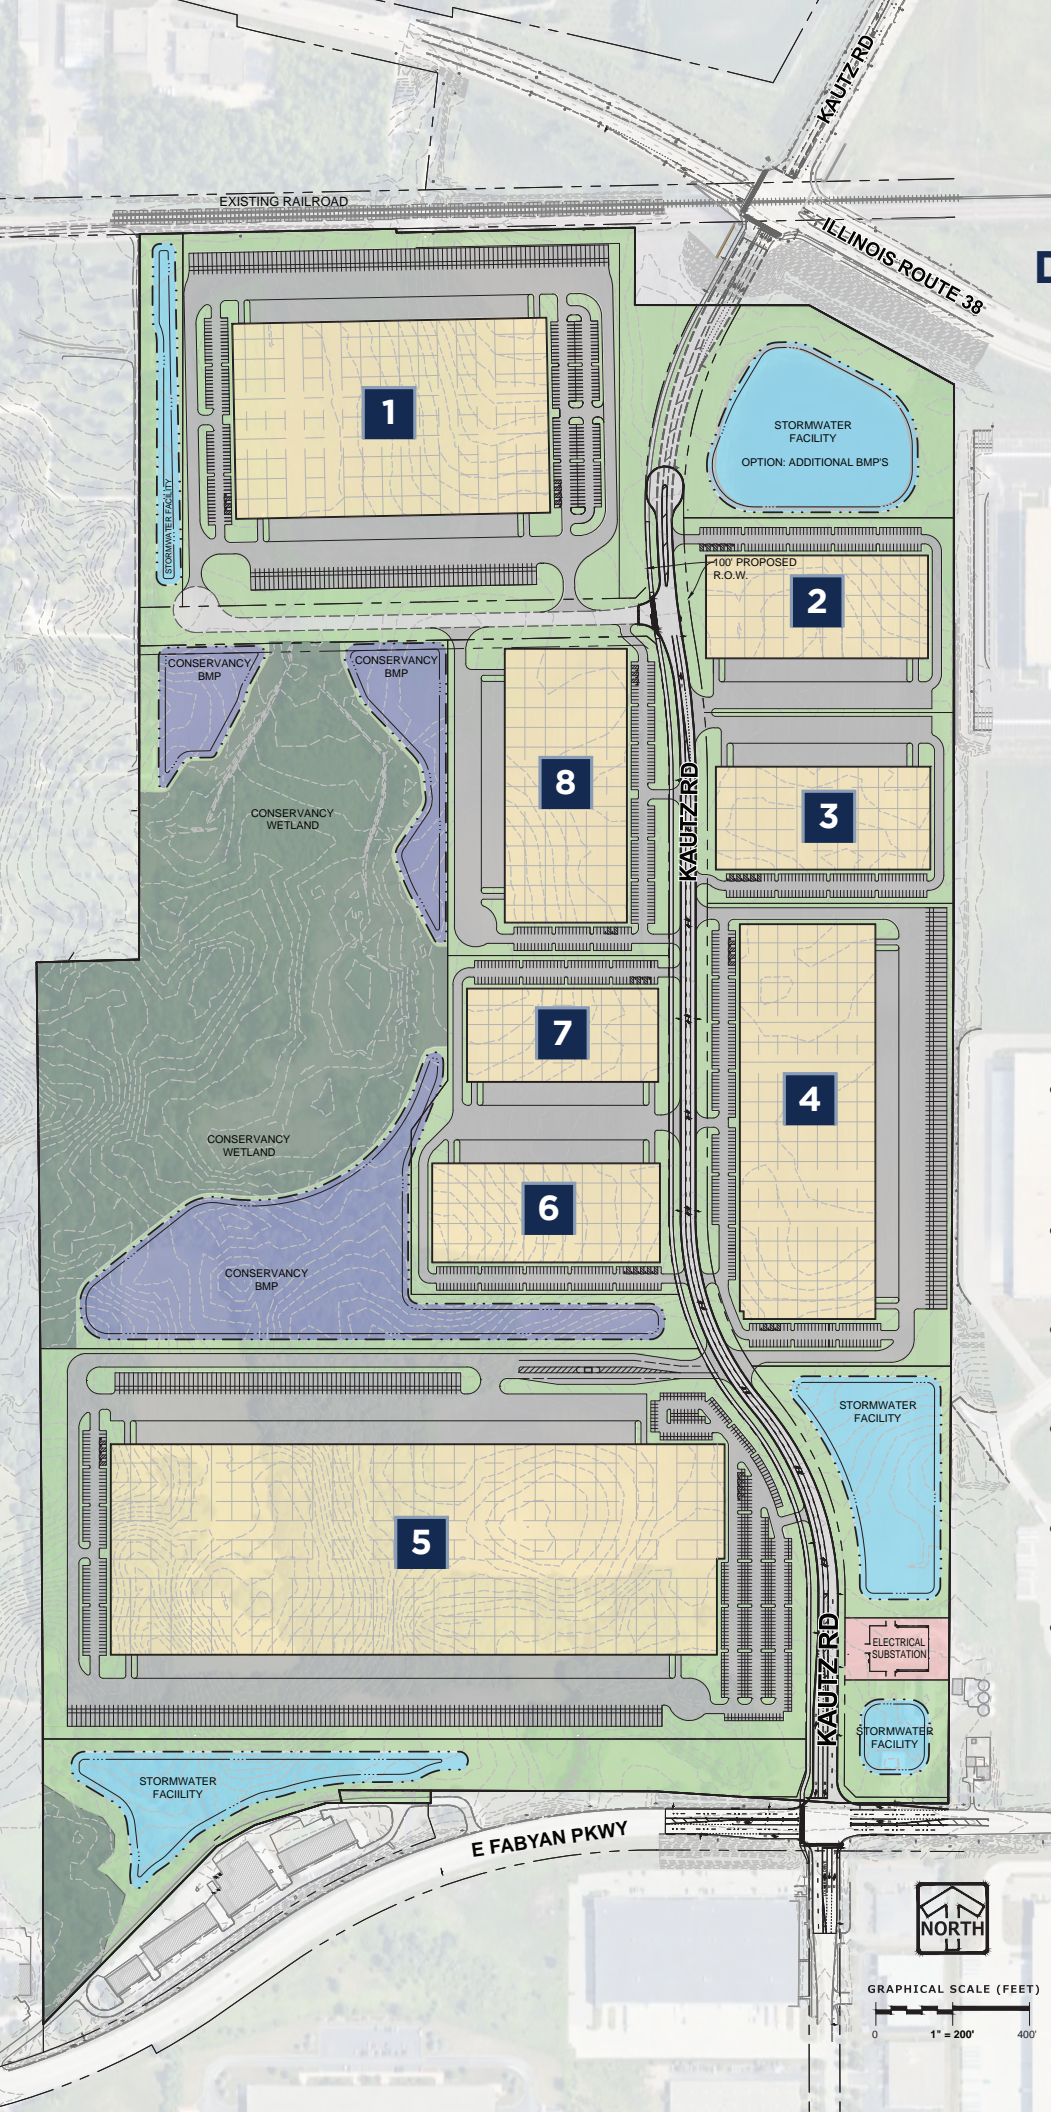 KAUTZ RD
EXISTING RAILROAD
ILLINOIS ROUTE 38
D
1
STORMWATER FACILITY
STORMWATER
FACILITY
OPTION: ADDITIONAL BMP'S
100' PROPOSED
R.O.W.
2
CONSERVANCY
BMP
CONSERVANCY
BMP
8
KAUTZ RD
3
CONSERVANCY
WETLAND
7
4
CONSERVANCY
WETLAND
6
CONSERVANCY
BMP
STORMWATER
FACILITY
5
KAUTZ RD
ELECTRICAL
SUBSTATION
STORMWATER
FACILITY
STORMWATER
FACIILITY
E FABYAN PKWY
NORTH
GRAPHICAL SCALE (FEET)
0
1" = 200'
400'